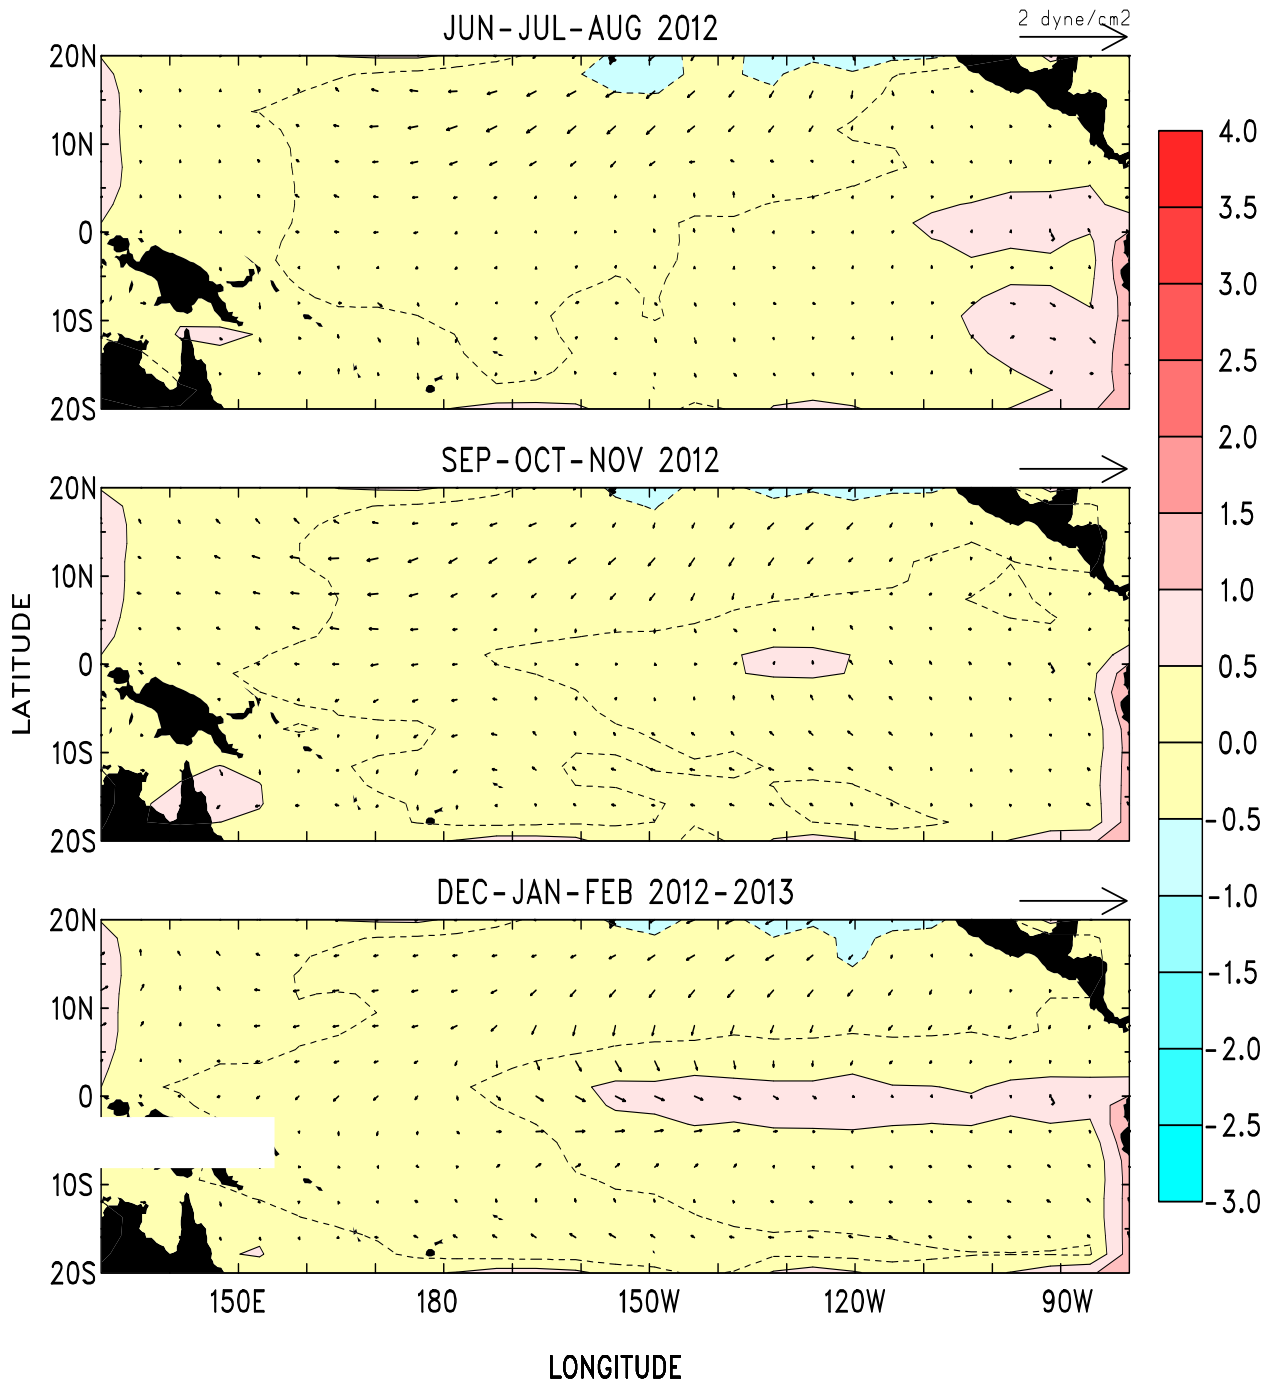 JUN-JUL-AUG 2012
2 dyne/cm2
20N
10N
0
10S
20S
SEP-OCT-NOV 2012
20N
10N
0
10S
20S
LATITUDE
DEC-JAN-FEB 2012-2013
20N
10N
0
10S
20S
150E 180 150W 120W 90W
LONGITUDE
4.0
3.5
3.0
2.5
2.0
1.5
1.0
0.5
0.0
-0.5
-1.0
-1.5
-2.0
-2.5
-3.0